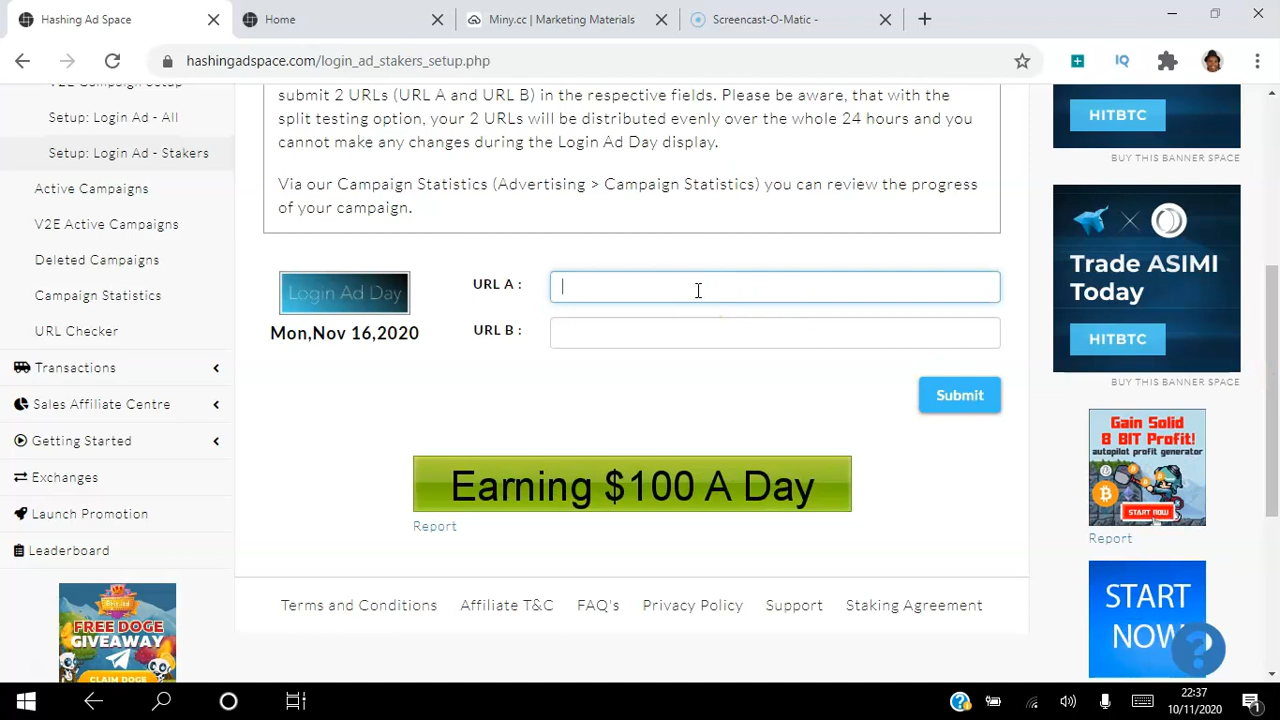 Hashing Ad Space
Home
Miny.cc | Marketing Materials
Screencast-O-Matic -
hashingadspace.com/login_ad_stakers_setup.php
IQ
V2E Campaign Setup
Setup: Login Ad - All
Setup: Login Ad - Stakers
Active Campaigns
V2E Active Campaigns
Deleted Campaigns
Campaign Statistics
URL Checker
Transactions
Sales Affiliate Centre
Getting Started
Exchanges
Launch Promotion
Leaderboard
FREE DOGE
GIVEAWAY
CLAIM DOGE
submit 2 URLs (URL A and URL B) in the respective fields. Please be aware, that with the
split testing option, your 2 URLs will be distributed evenly over the whole 24 hours and you
cannot make any changes during the Login Ad Day display.
Via our Campaign Statistics (Advertising > Campaign Statistics) you can review the progress
of your campaign.
Login Ad Day
Mon,Nov 16,2020
URL A :
URL B :
Submit
Earning $100 A Day
Report
Terms and Conditions
Affiliate T&C
FAQ's
Privacy Policy
Support
Staking Agreement
HITBTC
BUY THIS BANNER SPACE
Trade ASIMI
Today
HITBTC
BUY THIS BANNER SPACE
Gain Solid
8 BIT Profit!
autopilot profit generator
START NOW
Report
START
NOW
?
22:37
10/11/2020